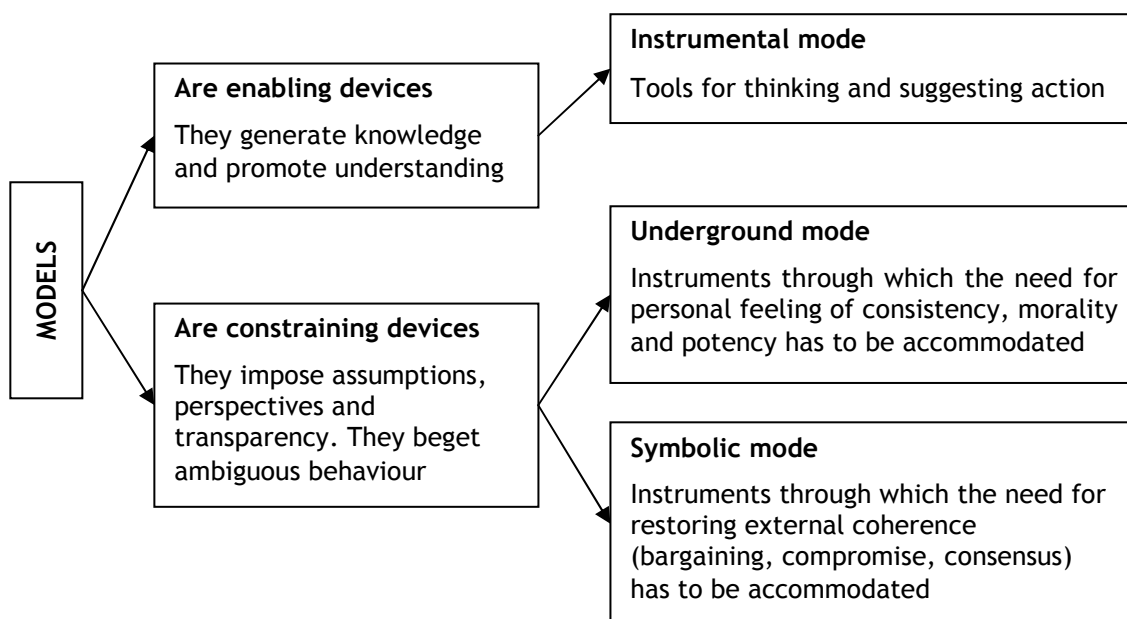 MODELS
Are enabling devices
They generate knowledge
and promote understanding
Are constraining devices
They impose assumptions,
perspectives and
transparency. They beget
ambiguous behaviour
Instrumental mode
Tools for thinking and suggesting action
Underground mode
Instruments through which the need for
personal feeling of consistency, morality
and potency has to be accommodated
Symbolic mode
Instruments through which the need for
restoring external coherence
(bargaining, compromise, consensus)
has to be accommodated